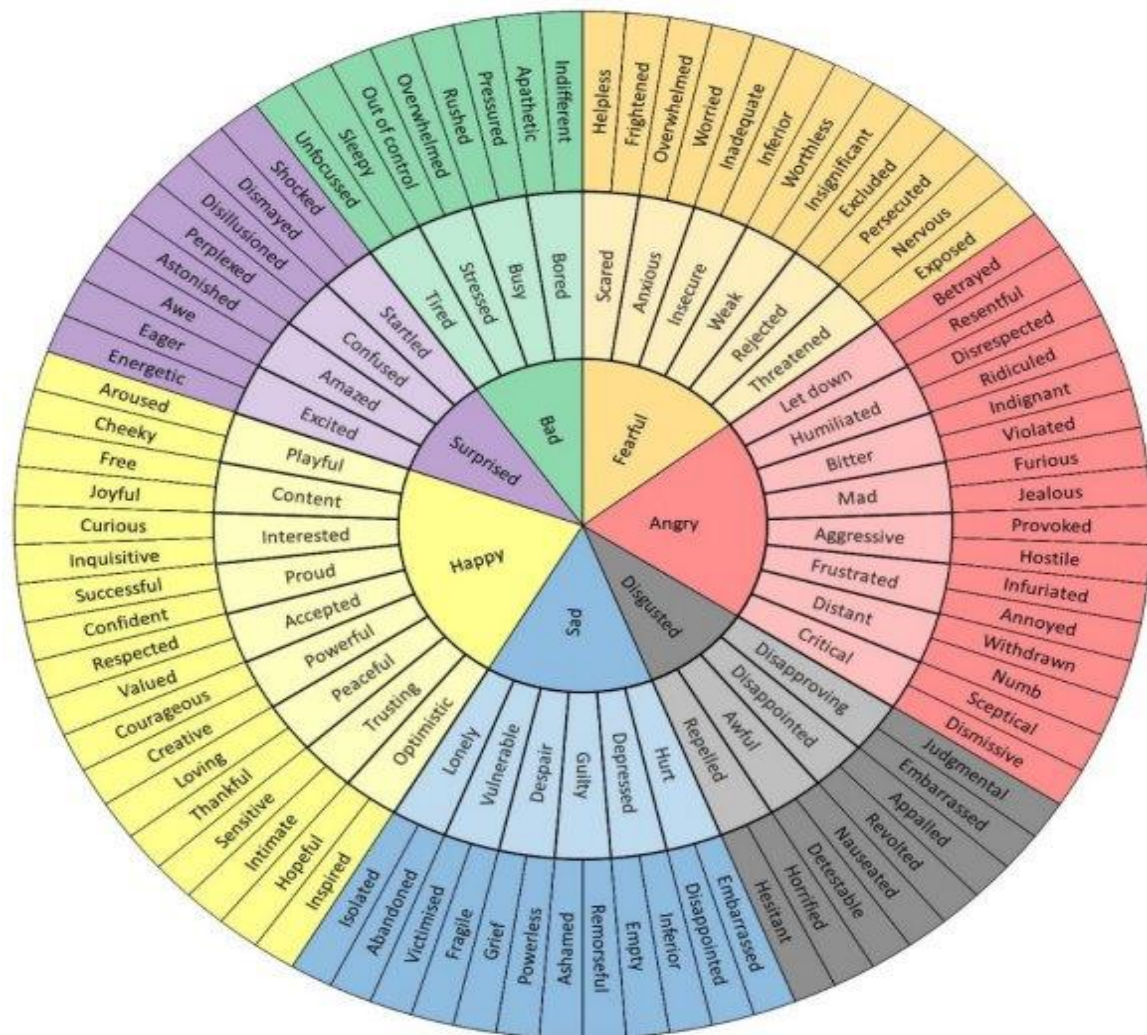 Bad
Fearful
Angry
Disgusted
Sad
Happy
Surprised
Bored
Busy
Stressed
Tired
Scared
Anxious
Insecure
Weak
Rejected
Threatened
Let down
Humiliated
Bitter
Mad
Aggressive
Frustrated
Distant
Critical
Disapproving
Disappointed
Awful
Repelled
Hurt
Depressed
Guilty
Despair
Vulnerable
Lonely
Optimistic
Trusting
Peaceful
Powerful
Accepted
Proud
Interested
Content
Playful
Excited
Amazed
Confused
Startled
Helpless
Frightened
Overwhelmed
Worried
Inadequate
Inferior
Worthless
Insignificant
Excluded
Persecuted
Nervous
Exposed
Betrayed
Resentful
Disrespected
Ridiculed
Indignant
Violated
Furious
Jealous
Provoked
Hostile
Infuriated
Annoyed
Withdrawn
Numb
Sceptical
Dismissive
Judgmental
Embarrassed
Appalled
Revolted
Nauseated
Detestable
Horrified
Hesitant
Embarrassed
Disappointed
Inferior
Empty
Remorseful
Ashamed
Powerless
Grief
Fragile
Victimised
Abandoned
Isolated
Inspired
Hopeful
Intimate
Sensitive
Thankful
Loving
Creative
Courageous
Valued
Respected
Confident
Successful
Inquisitive
Curious
Joyful
Free
Cheeky
Aroused
Energetic
Eager
Awe
Astonished
Perplexed
Disillusioned
Dismayed
Shocked
Unfocussed
Sleepy
Out of control
Overwhelmed
Rushed
Pressured
Apathetic
Indifferent